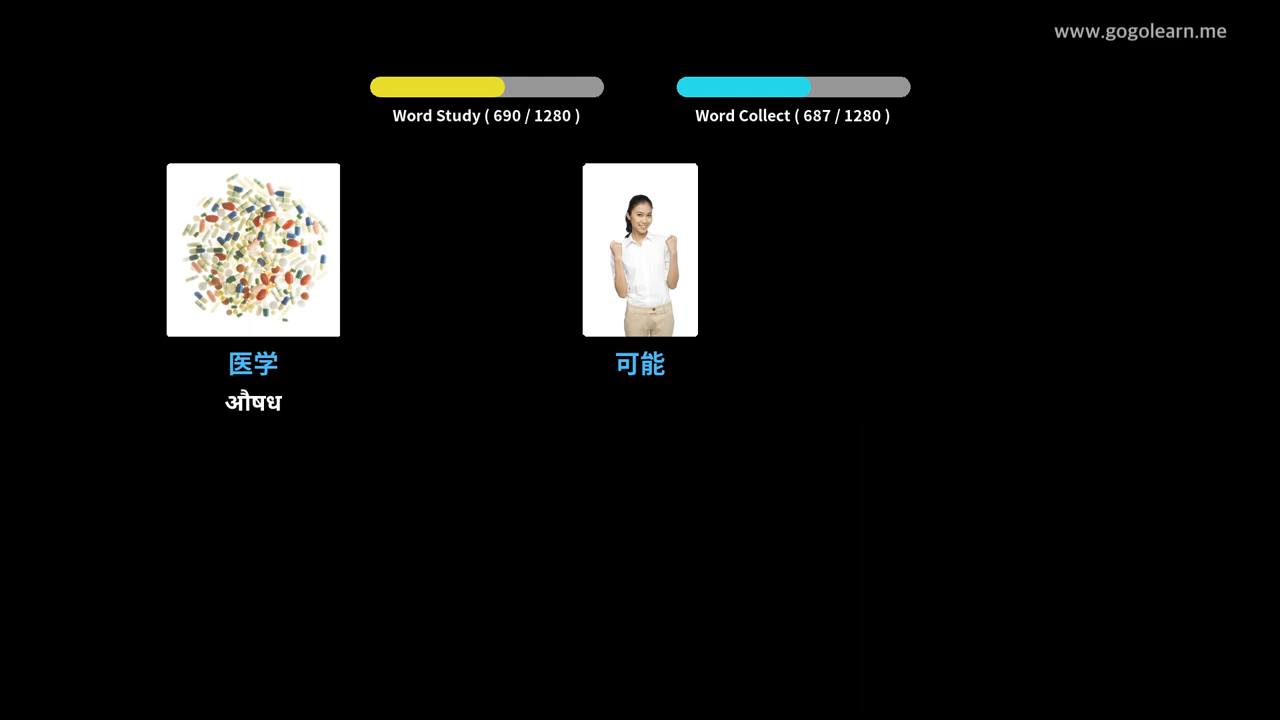 www.gogolearn.me
Word Study ( 690 / 1280 )
Word Collect ( 687 / 1280 )
医学
可能
औषध